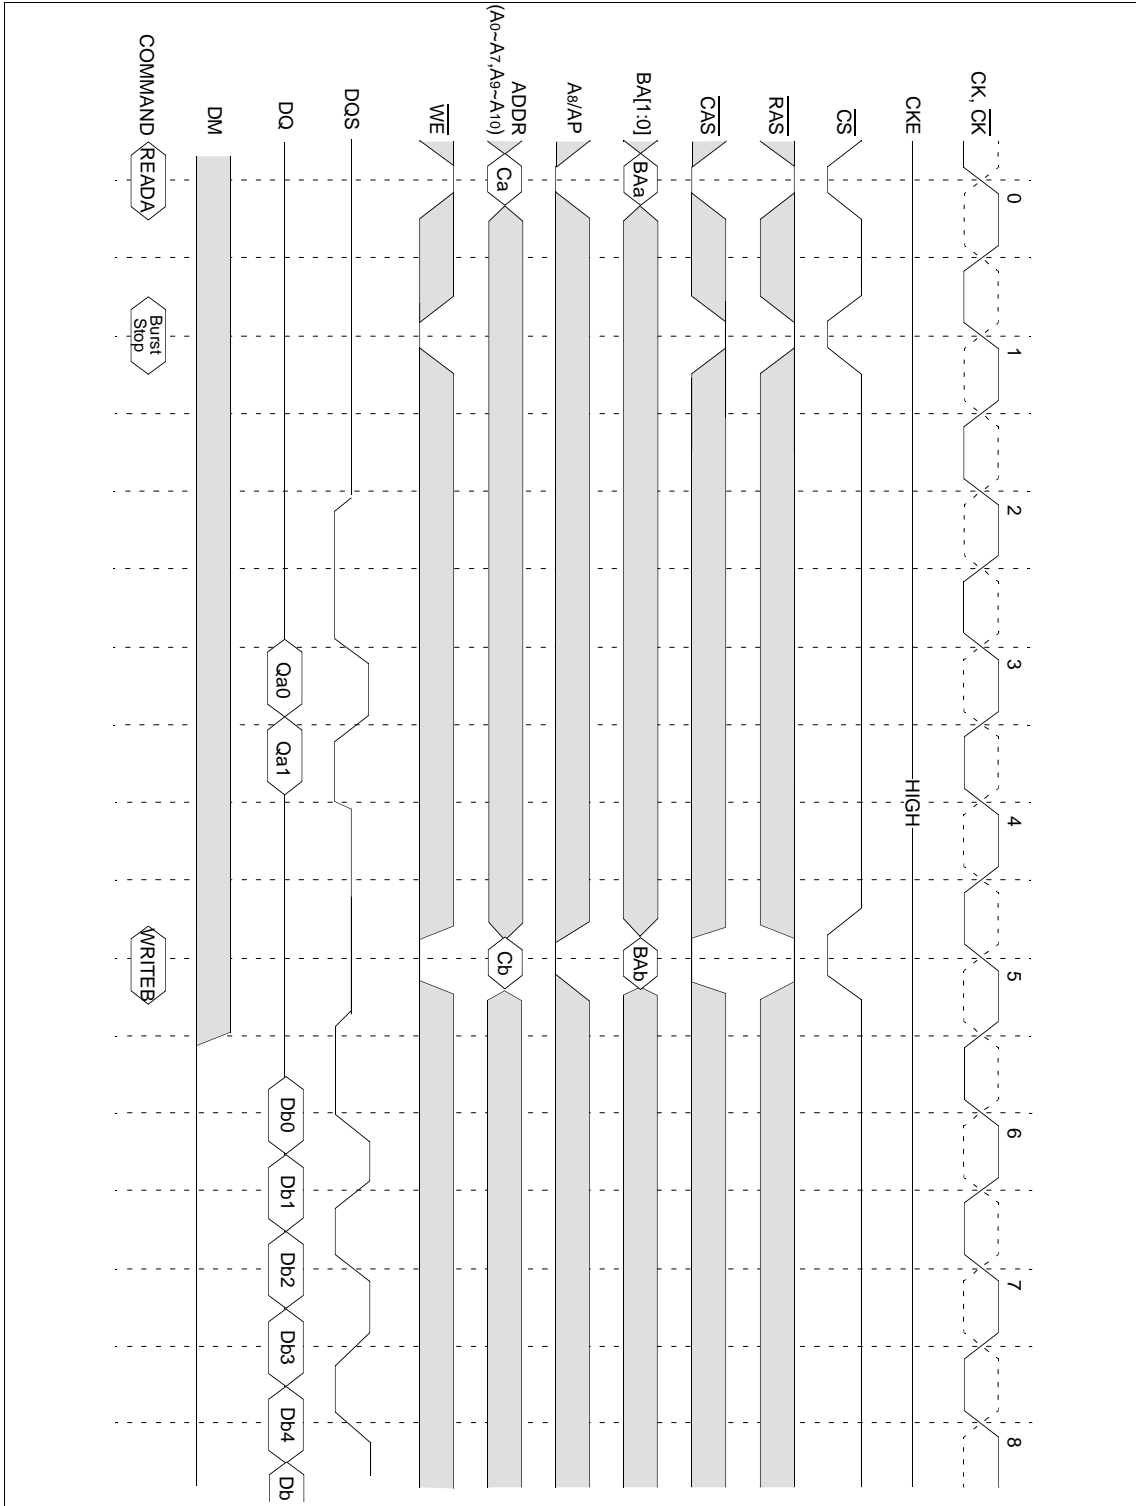 0 1 2 3 4 5 6 7 8
CK, CK
CKE HIGH
CS
RAS
CAS
BA[1:0] BAa BAb
A8/AP
ADDR Ca Cb
(A0~A7,A9~A10)
WE
DQS
DQ Qa0 Qa1 Db0 Db1 Db2 Db3 Db4 Db
DM
COMMAND READA Burst Stop WRITEB